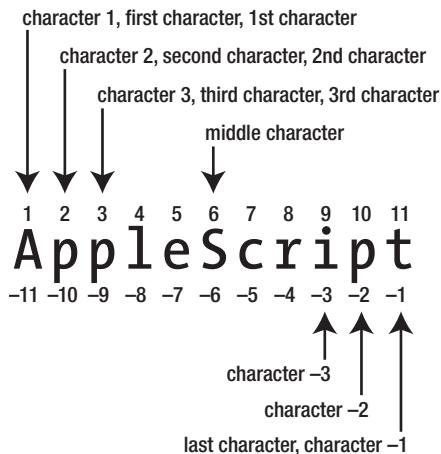 character 1, first character, 1st character
character 2, second character, 2nd character
character 3, third character, 3rd character
middle character
1 2 3 4 5 6 7 8 9 10 11
AppleScript
–11 –10 –9 –8 –7 –6 –5 –4 –3 –2 –1
character –3
character –2
last character, character –1